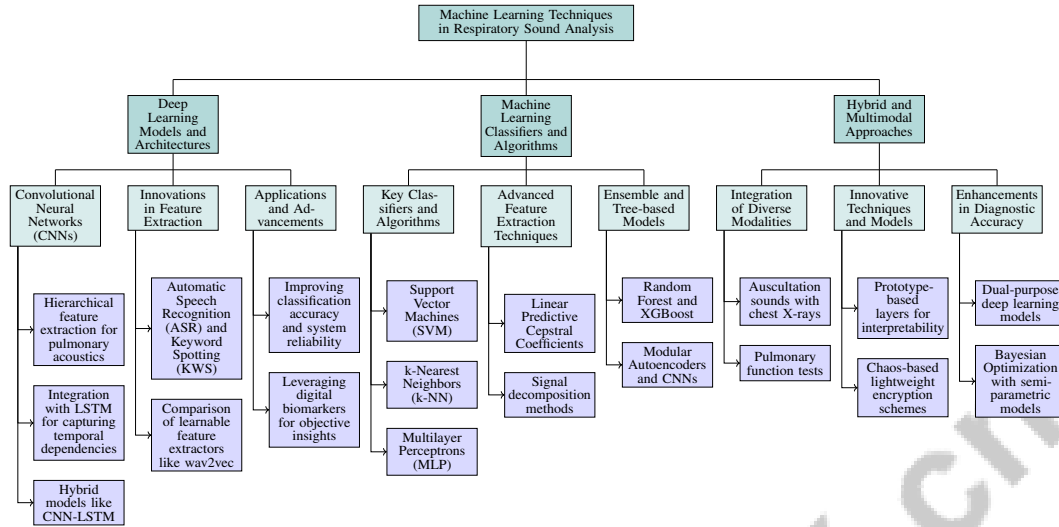 Machine Learning Techniques
in Respiratory Sound Analysis
Deep
Learning
Models and
Architectures
Machine
Learning
Classifiers and
Algorithms
Hybrid and
Multimodal
Approaches
Convolutional
Neural
Networks
(CNNs)
Innovations
in Feature
Extraction
Applications
and Ad-
vancements
Key Clas-
sifiers and
Algorithms
Advanced
Feature
Extraction
Techniques
Ensemble and
Tree-based
Models
Integration
of Diverse
Modalities
Innovative
Techniques
and Models
Enhancements
in Diagnostic
Accuracy
Hierarchical
feature
extraction for
pulmonary
acoustics
Integration
with LSTM
for capturing
temporal
dependencies
Hybrid
models like
CNN-LSTM
Automatic
Speech
Recognition
(ASR) and
Keyword
Spotting
(KWS)
Comparison
of learnable
feature
extractors
like wav2vec
Improving
classification
accuracy
and system
reliability
Leveraging
digital
biomarkers
for objective
insights
Support
Vector
Machines
(SVM)
k-Nearest
Neighbors
(k-NN)
Multilayer
Perceptrons
(MLP)
Linear
Predictive
Cepstral
Coefficients
Signal
decomposition
methods
Random
Forest and
XGBoost
Modular
Autoencoders
and CNNs
Auscultation
sounds with
chest X-rays
Pulmonary
function tests
Prototype-
based
layers for
interpretability
Chaos-based
lightweight
encryption
schemes
Dual-purpose
deep learning
models
Bayesian
Optimization
with semi-
parametric
models